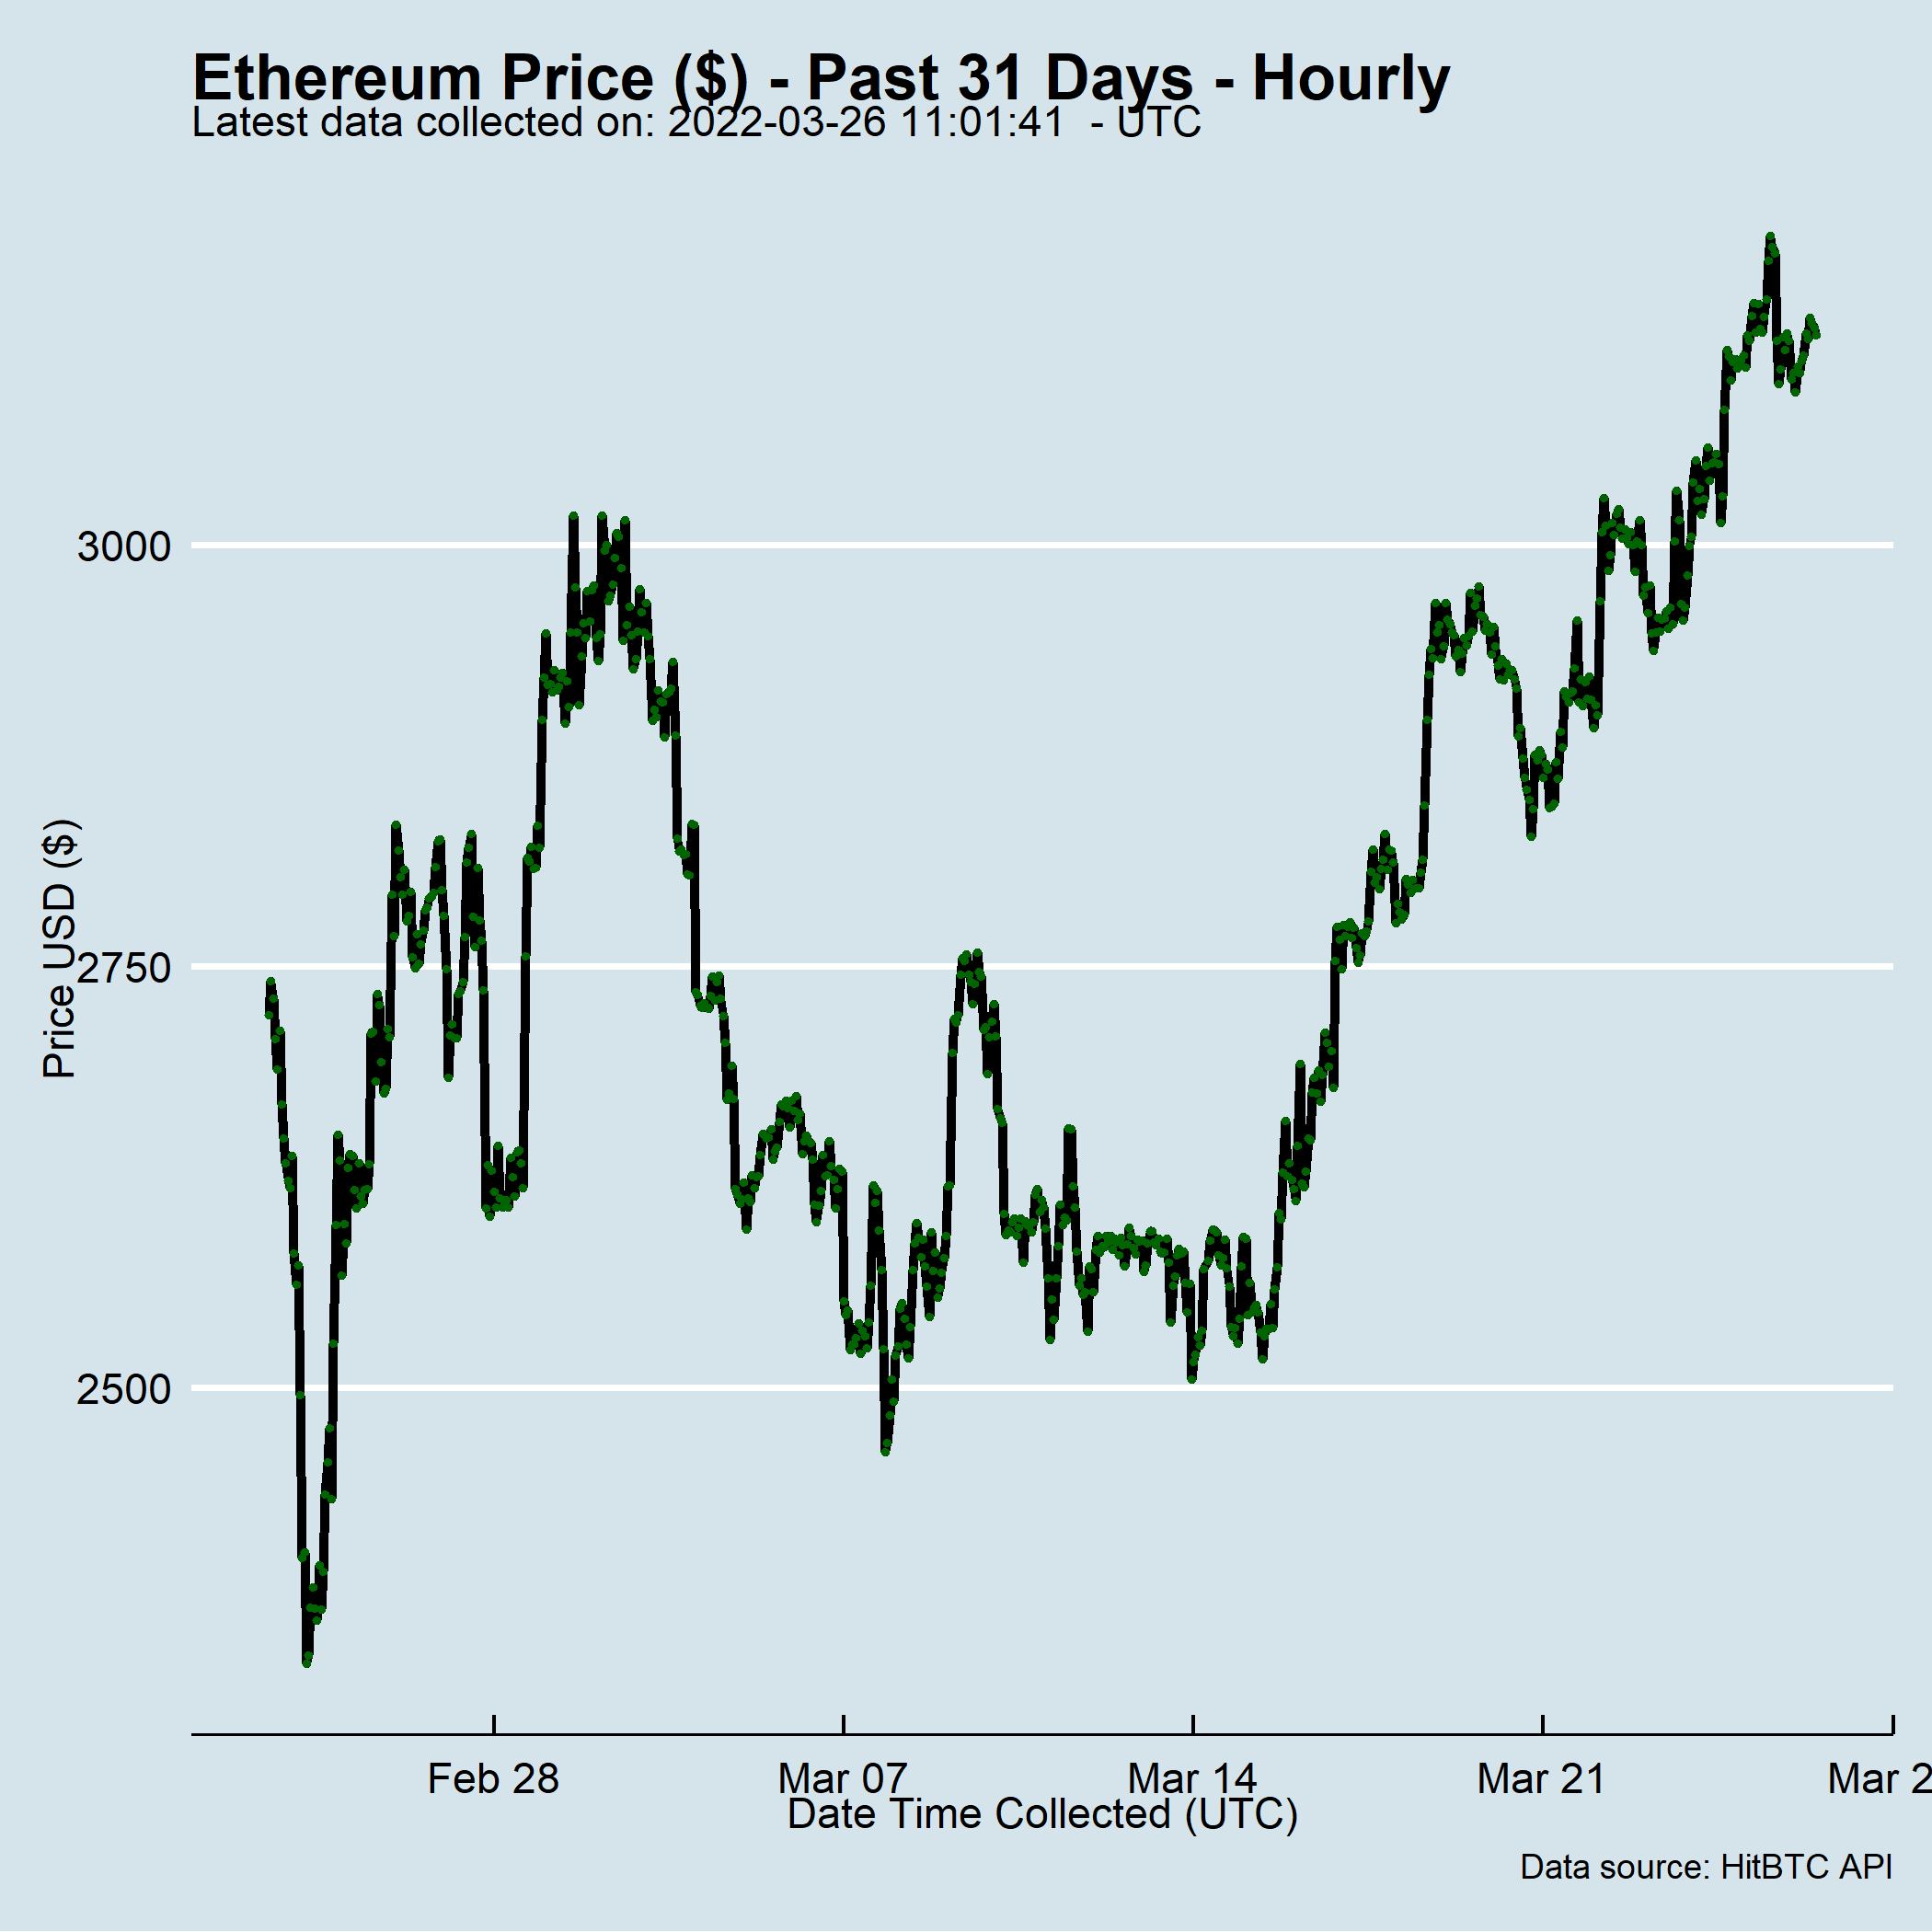 Ethereum Price ($) - Past 31 Days - Hourly
Latest data collected on: 2022-03-26 11:01:41  - UTC
Price USD ($)
3000
2750
2500
Feb 28 Mar 07 Mar 14 Mar 21 Mar 2
Date Time Collected (UTC)
Data source: HitBTC API